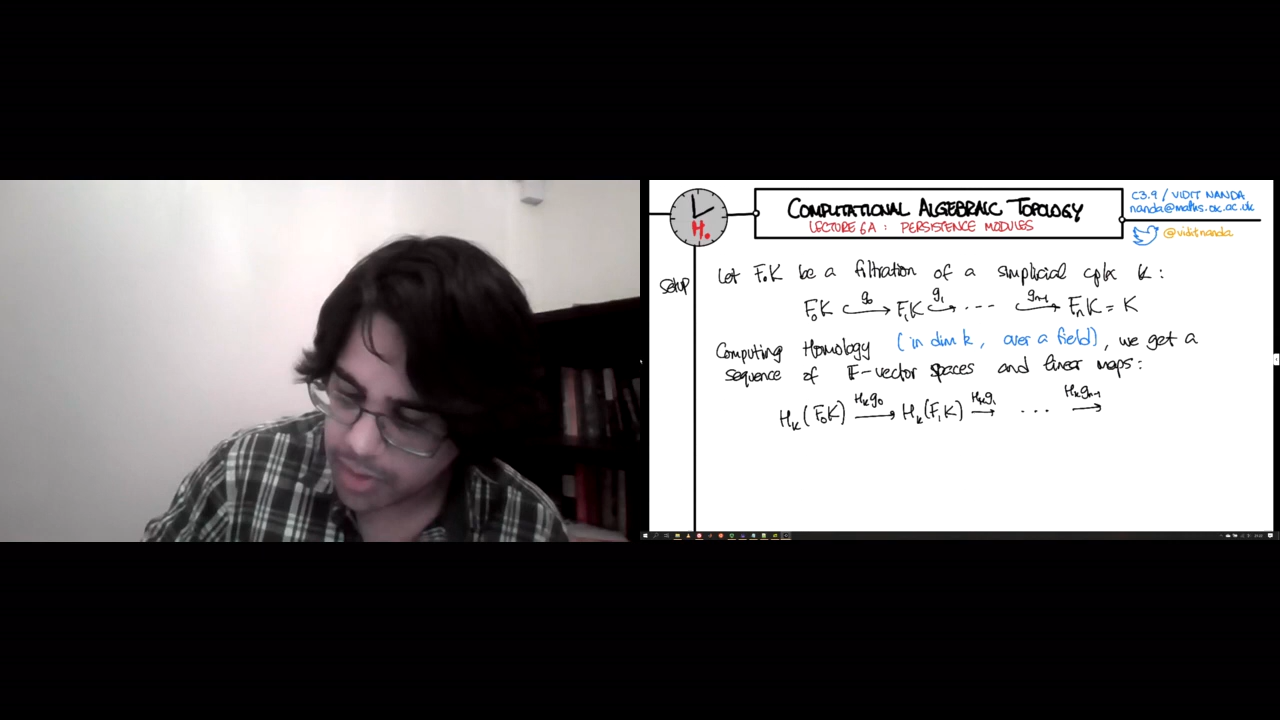 H.
COMPUTATIONAL ALGEBRAIC TOPOLOGY
LECTURE 6A : PERSISTENCE MODULES
C3.9 / VIDIT NANDA
nanda@maths.ox.ac.uk
@viditnanda
Setup
Let F.K be a filtration of a simplicial cplx K :
F₀K ↪ g₀ F₁K ↪ g₁ ... ↪ gₙ₋₁ FₙK = K
Computing Homology (in dim k, over a field), we get a
sequence of F-vector spaces and linear maps:
Hₖ(F₀K) → Hₖg₀ Hₖ(F₁K) → Hₖg₁ ... → Hₖgₙ₋₁